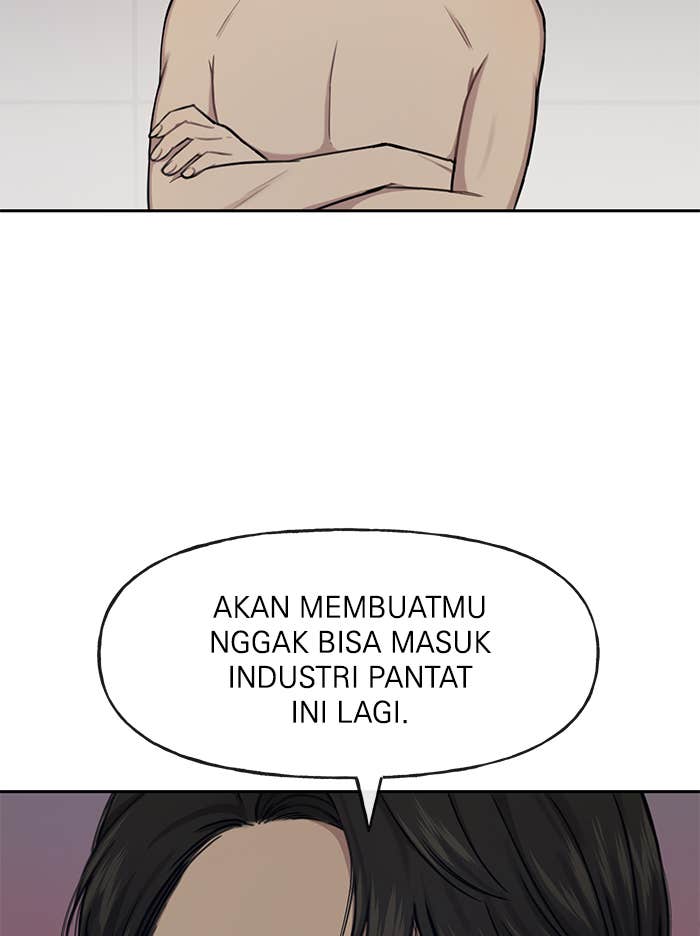 AKAN MEMBUATMU
NGGAK BISA MASUK
INDUSTRI PANTAT
INI LAGI.